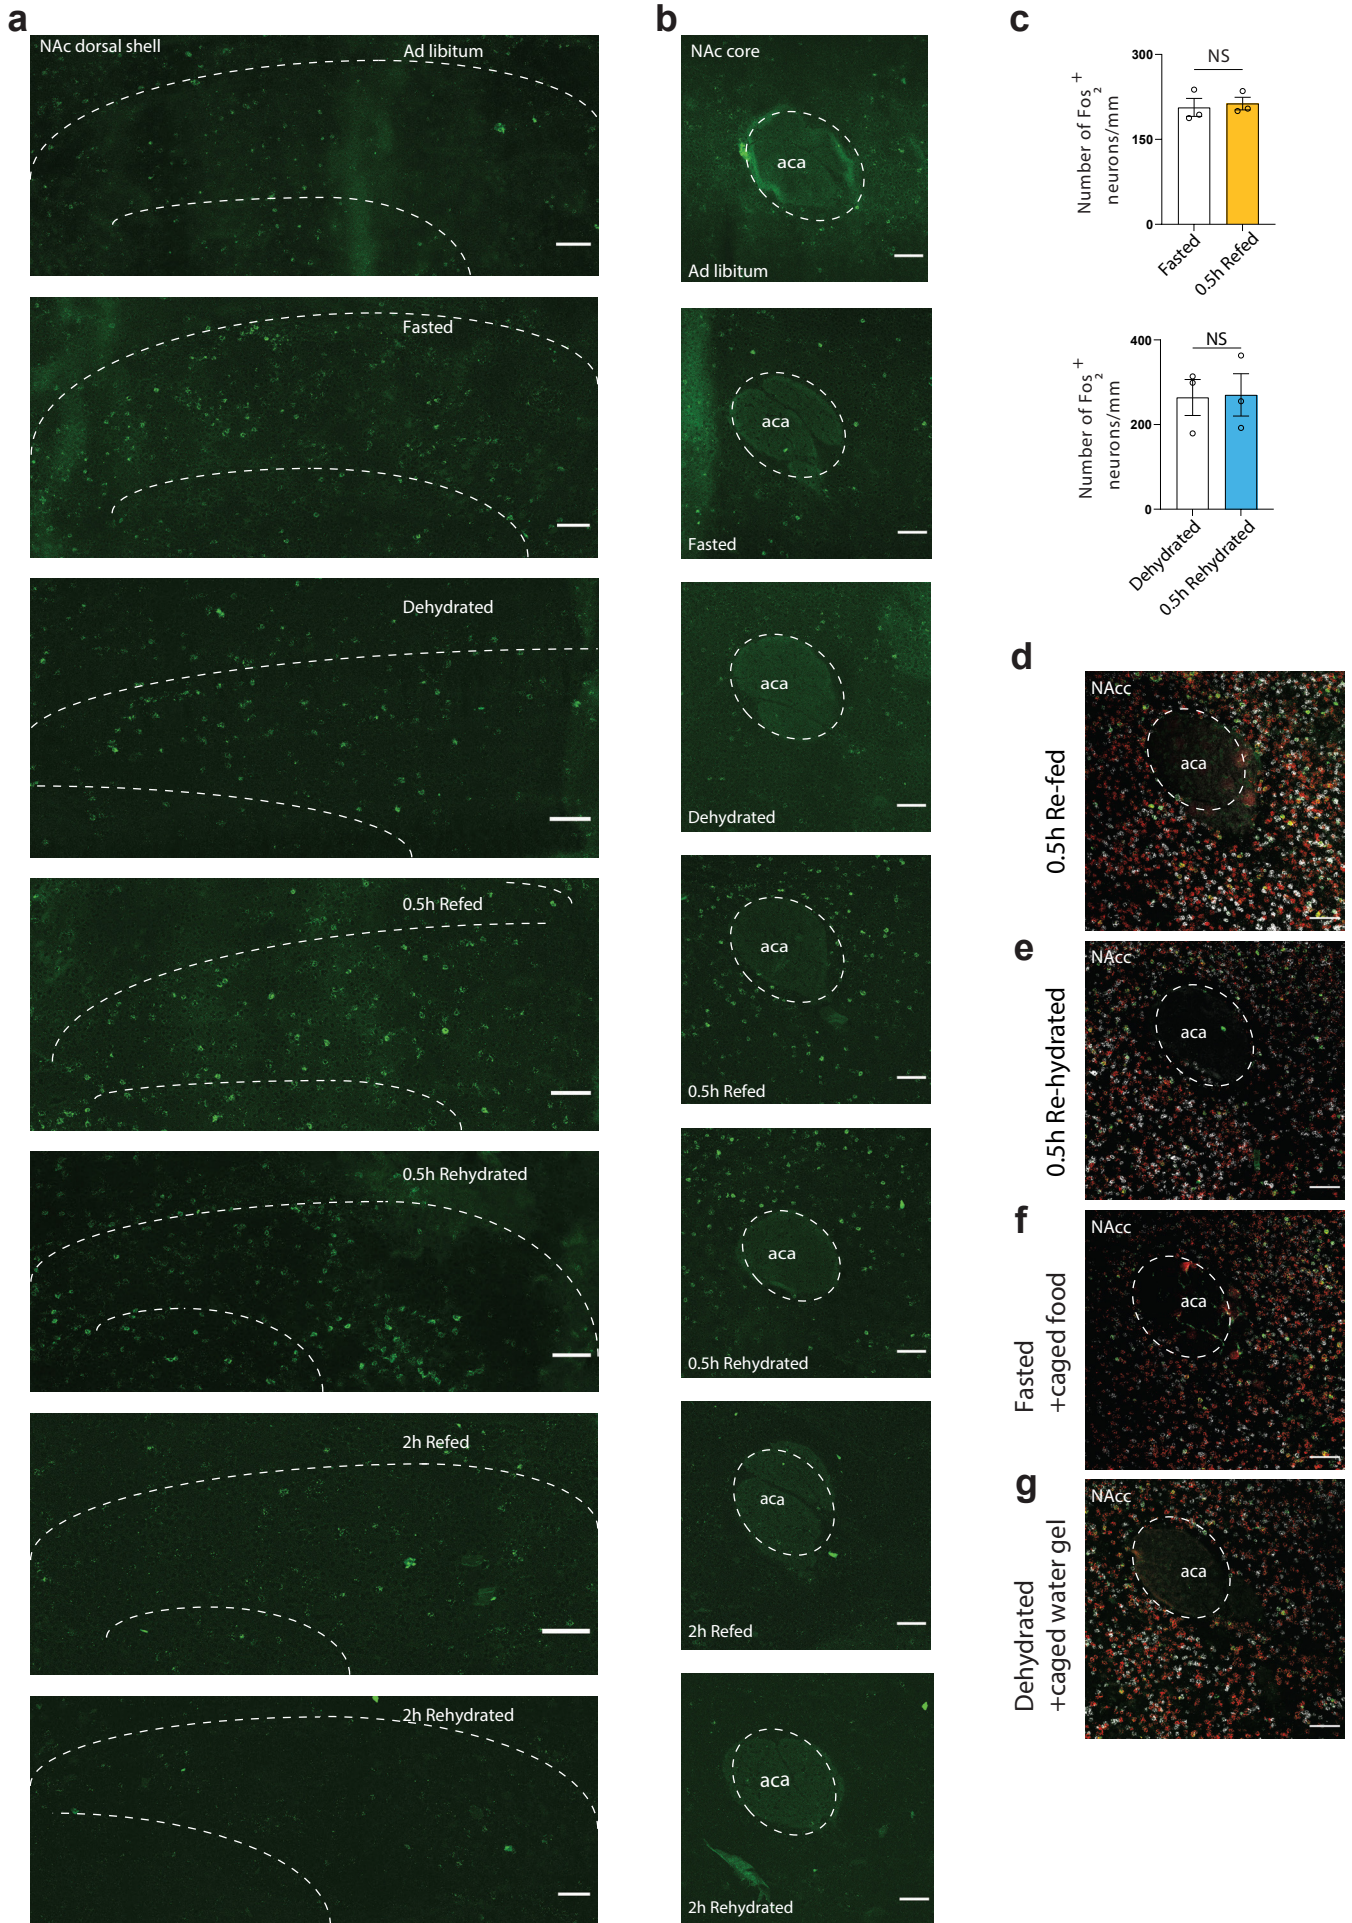 a
NAc dorsal shell
Ad libitum
Fasted
Dehydrated
0.5h Refed
0.5h Rehydrated
2h Refed
2h Rehydrated
b
NAc core
aca
Ad libitum
aca
Fasted
aca
Dehydrated
aca
0.5h Refed
aca
0.5h Rehydrated
aca
2h Refed
aca
2h Rehydrated
c
Number of Fos₂⁺
neurons/mm
300
150
0
NS
Fasted
0.5h Refed
Number of Fos₂⁺
neurons/mm
400
200
0
NS
Dehydrated
0.5h Rehydrated
d
0.5h Re-fed
NAcc
aca
e
0.5h Re-hydrated
NAcc
aca
f
Fasted
+caged food
NAcc
aca
g
Dehydrated
+caged water gel
NAcc
aca